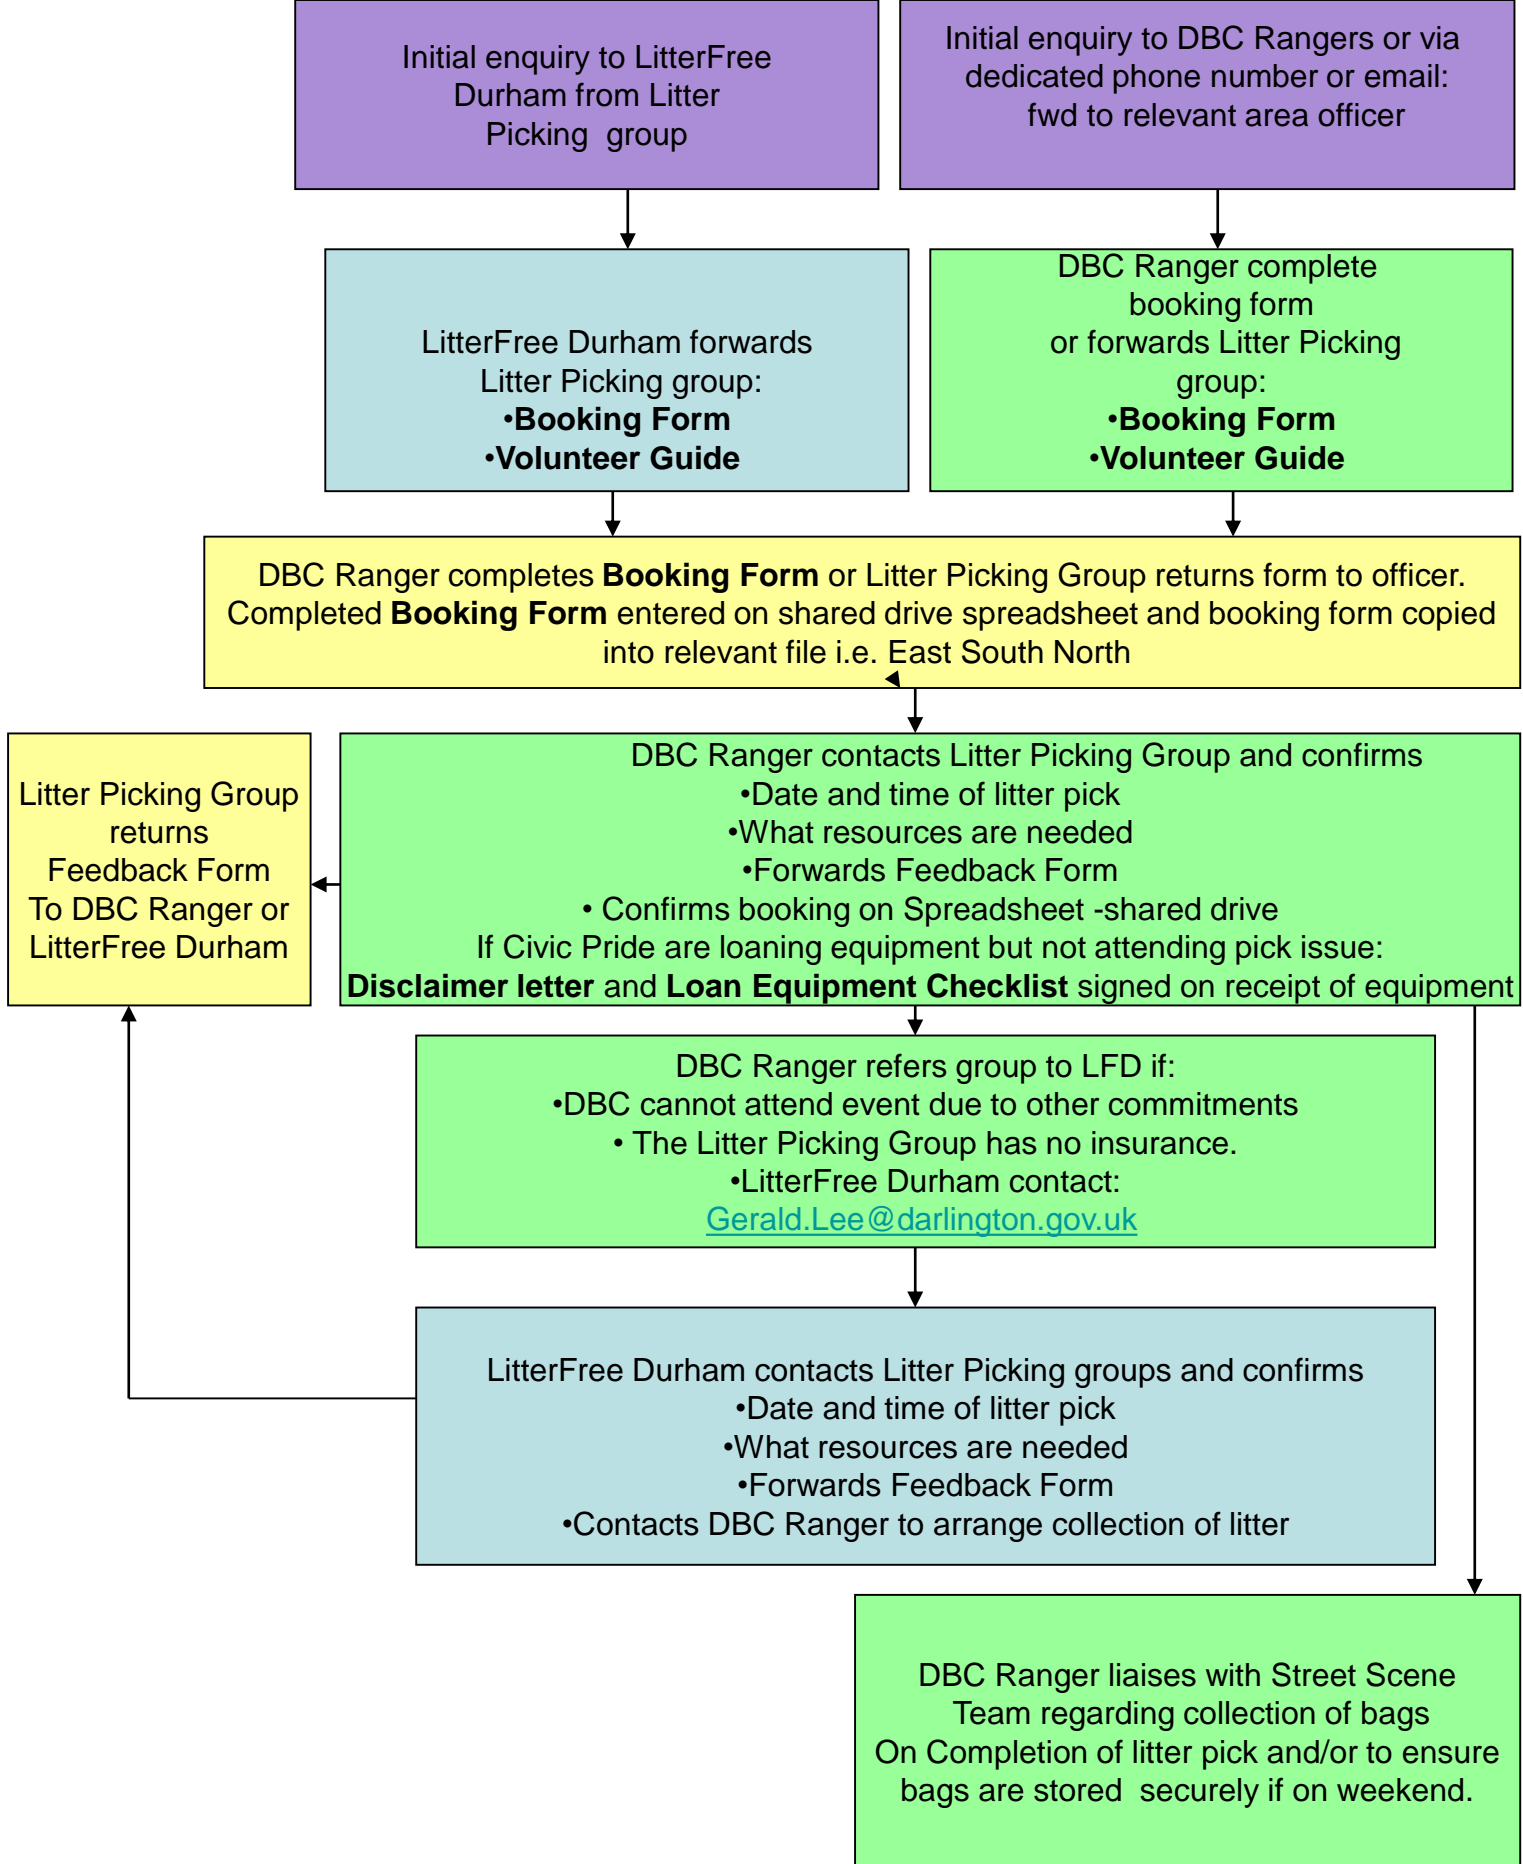 Initial enquiry to LitterFree
Durham from Litter
Picking group
Initial enquiry to DBC Rangers or via
dedicated phone number or email:
fwd to relevant area officer
LitterFree Durham forwards
Litter Picking group:
•Booking Form
•Volunteer Guide
DBC Ranger complete
booking form
or forwards Litter Picking
group:
•Booking Form
•Volunteer Guide
DBC Ranger completes Booking Form or Litter Picking Group returns form to officer.
Completed Booking Form entered on shared drive spreadsheet and booking form copied
into relevant file i.e. East South North
Litter Picking Group
returns
Feedback Form
To DBC Ranger or
LitterFree Durham
DBC Ranger contacts Litter Picking Group and confirms
•Date and time of litter pick
•What resources are needed
•Forwards Feedback Form
• Confirms booking on Spreadsheet -shared drive
If Civic Pride are loaning equipment but not attending pick issue:
Disclaimer letter and Loan Equipment Checklist signed on receipt of equipment
DBC Ranger refers group to LFD if:
•DBC cannot attend event due to other commitments
• The Litter Picking Group has no insurance.
•LitterFree Durham contact:
Gerald.Lee@darlington.gov.uk
LitterFree Durham contacts Litter Picking groups and confirms
•Date and time of litter pick
•What resources are needed
•Forwards Feedback Form
•Contacts DBC Ranger to arrange collection of litter
DBC Ranger liaises with Street Scene
Team regarding collection of bags
On Completion of litter pick and/or to ensure
bags are stored securely if on weekend.